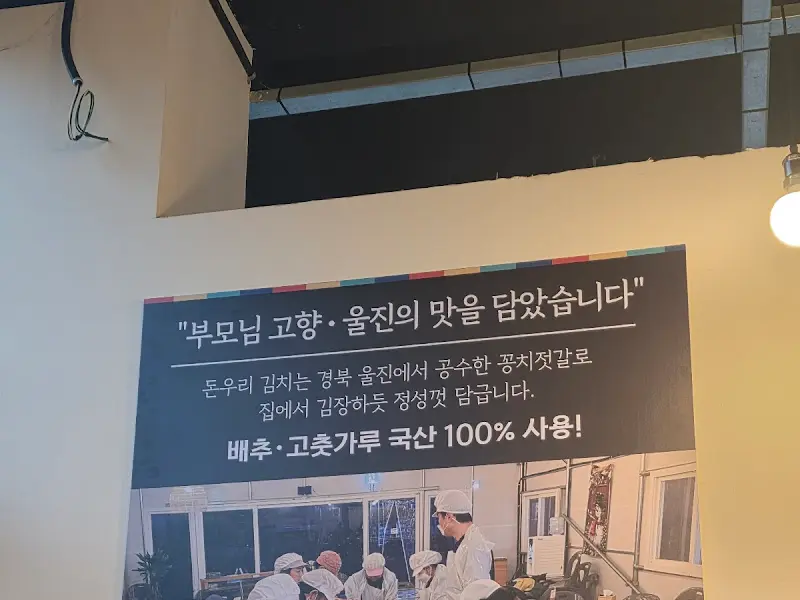 "부모님 고향·울진의 맛을 담았습니다"
돈우리 김치는 경북 울진에서 공수한 꽁치젓갈로
집에서 김장하듯 정성껏 담급니다.
배추·고춧가루 국산 100% 사용!